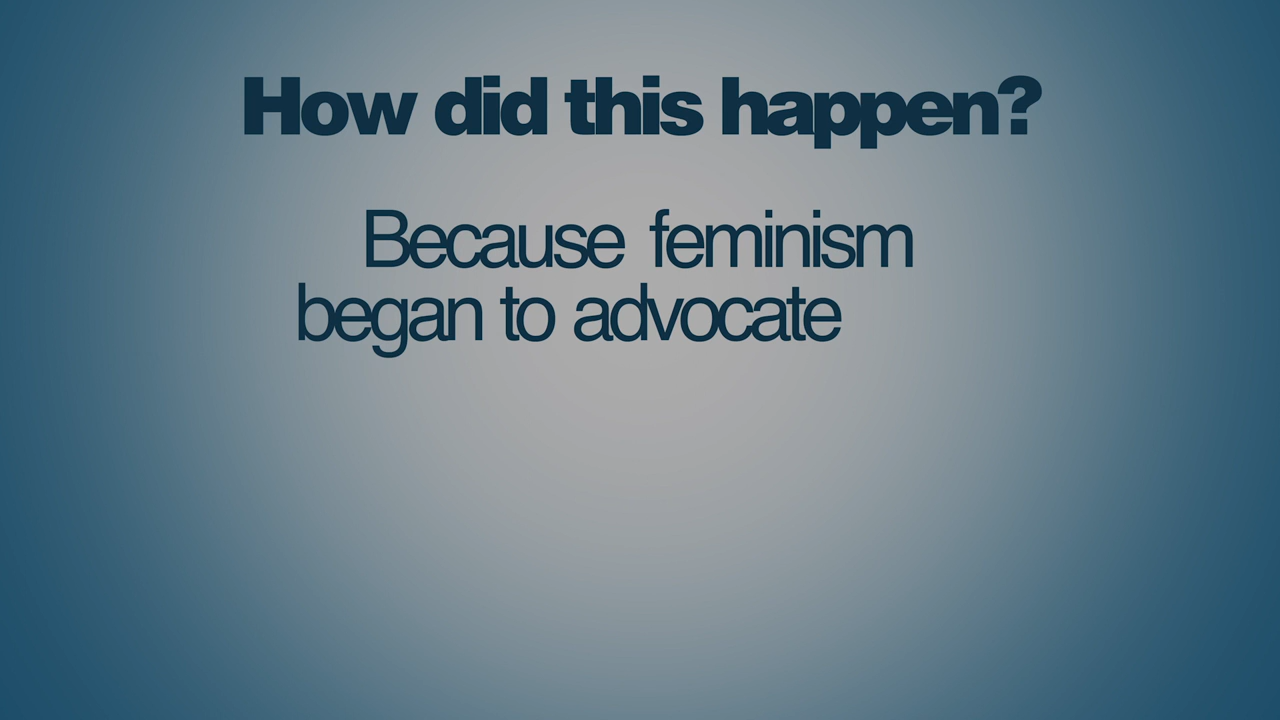 How did this happen?
Because feminism
began to advocate